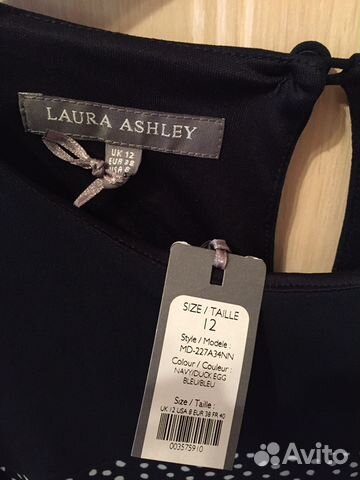 LAURA ASHLEY
UK 12
EUR 38
USA 8
SIZE / TAILLE
12
Style / Modele :
MD-227A34NN
Colour / Couleur :
NAVY/DUCK EGG
BLEU/BLEU
Size / Taille :
UK 12 USA 8 EUR 38 FR 40
003575910
Avito